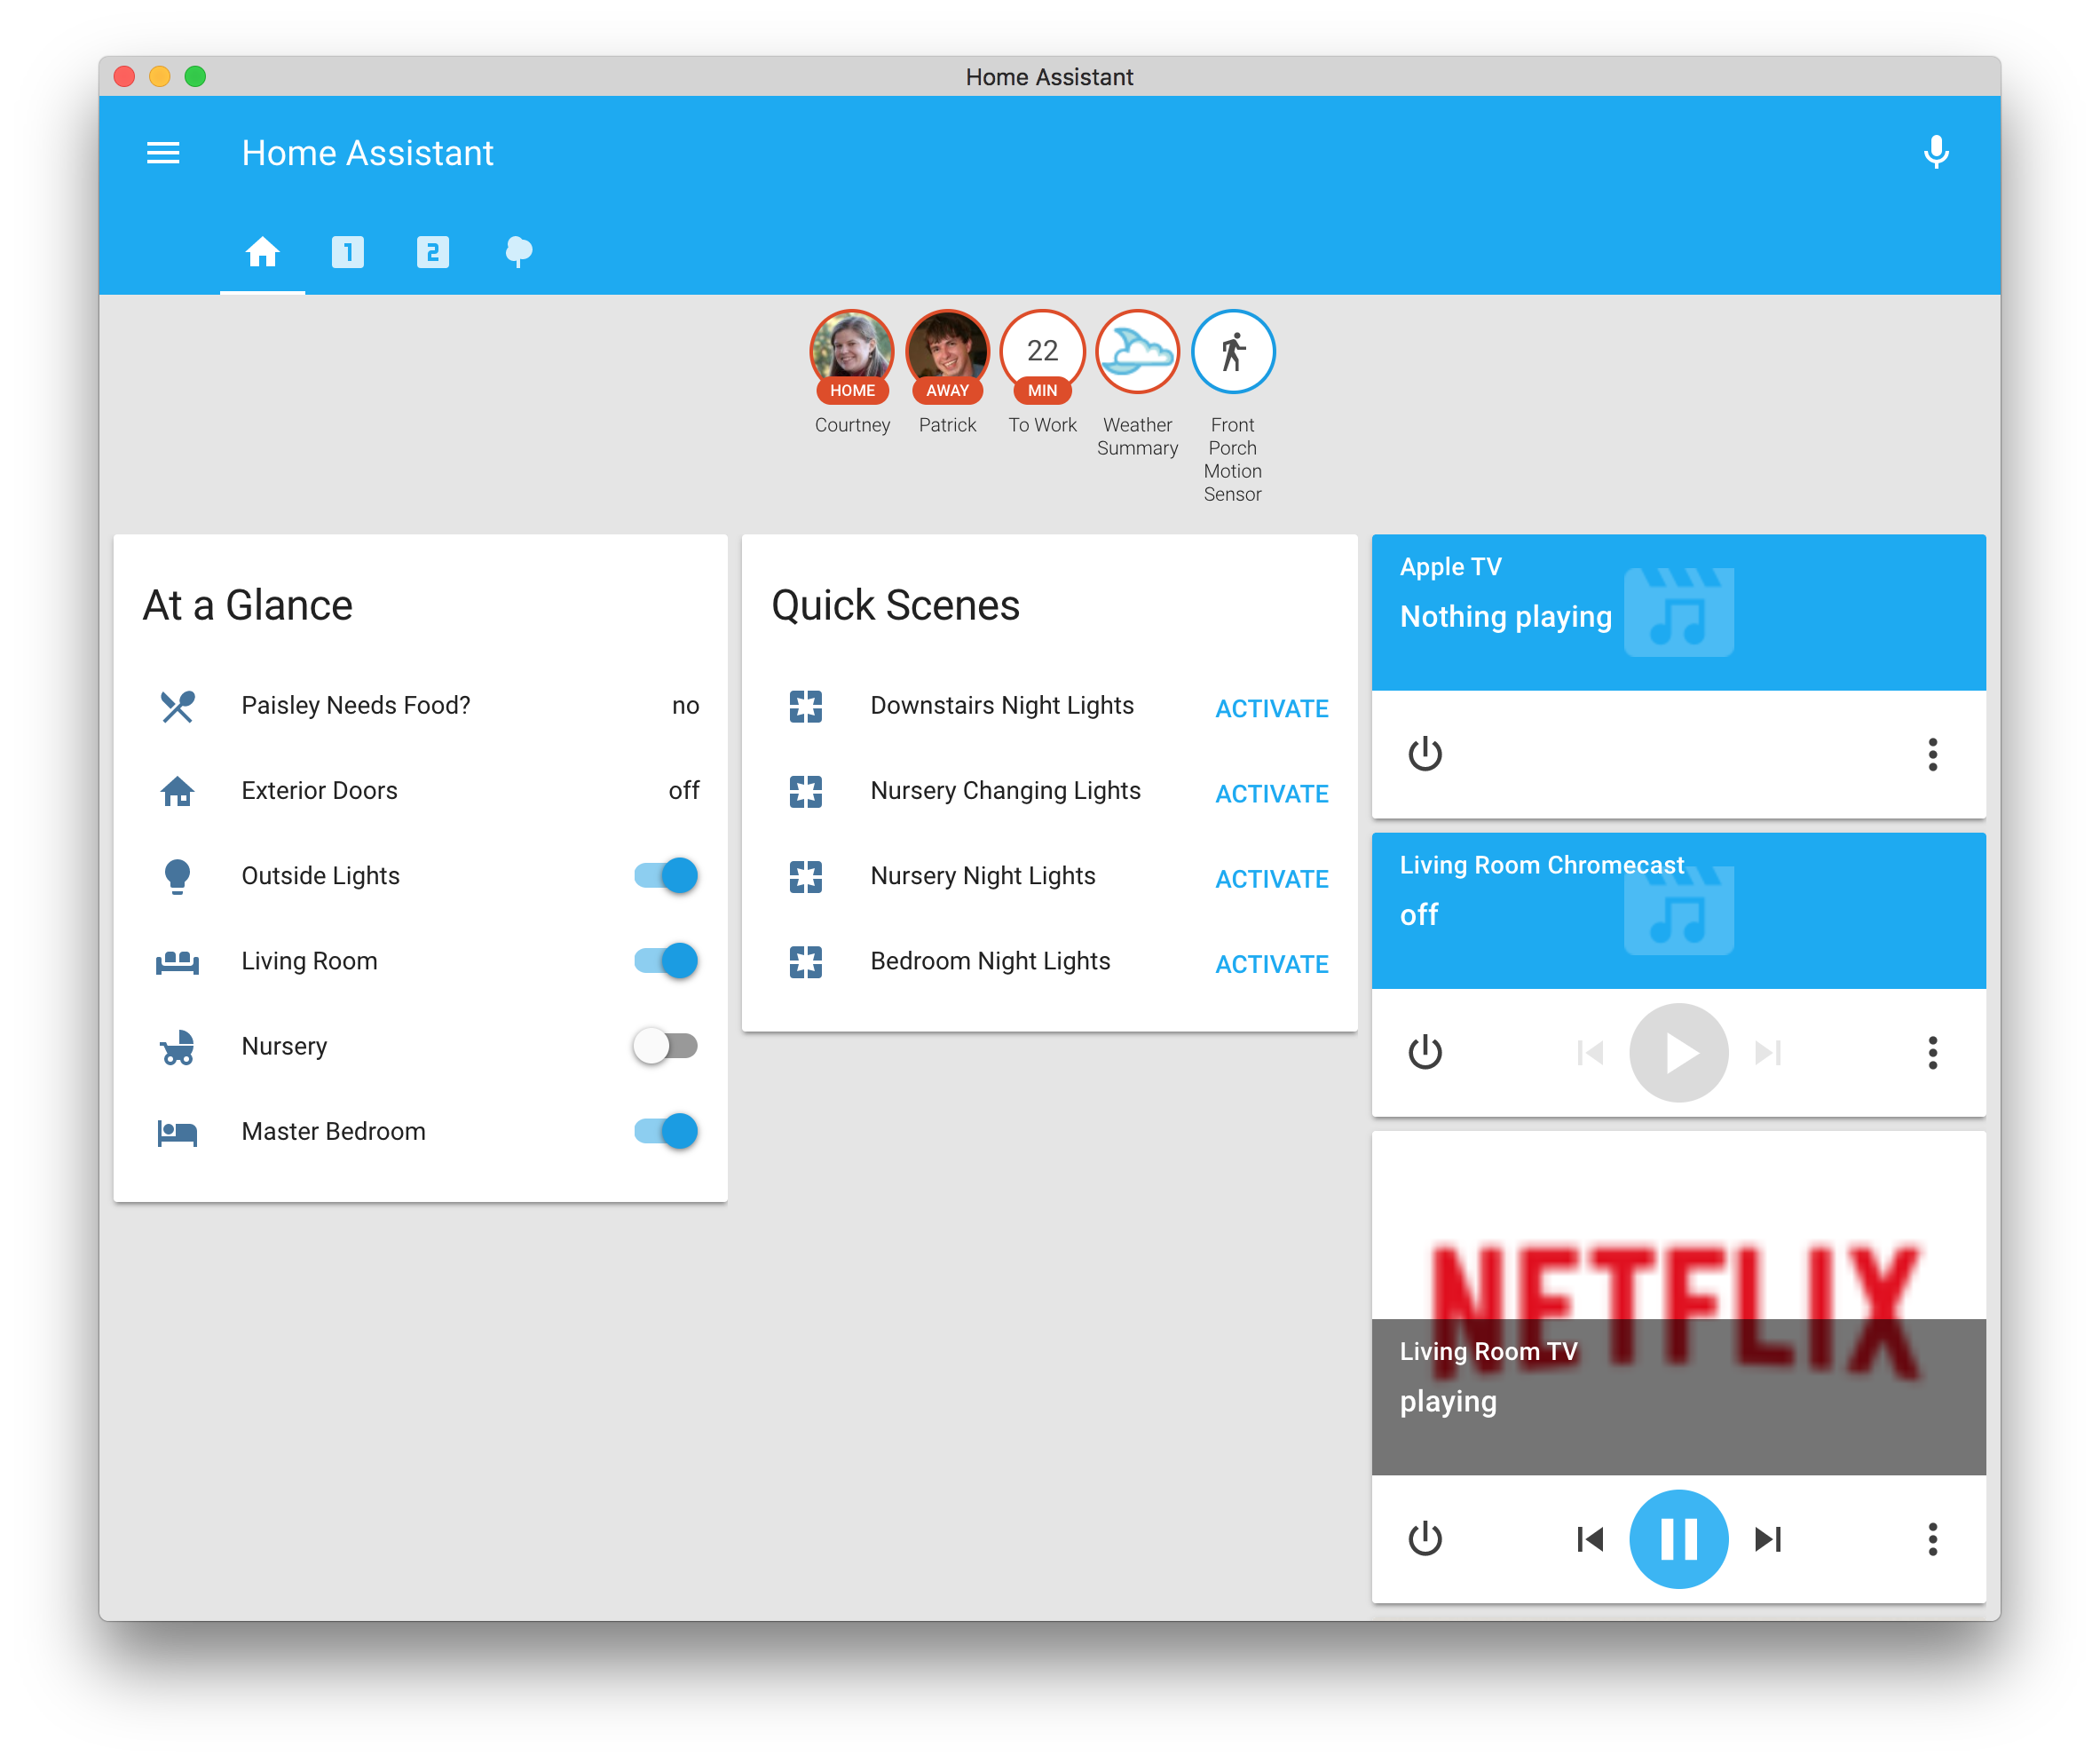 Home Assistant
Home Assistant
1
2
22
HOME
AWAY
MIN
Courtney
Patrick
To Work
Weather
Summary
Front
Porch
Motion
Sensor
At a Glance
Paisley Needs Food?
no
Exterior Doors
off
Outside Lights
Living Room
Nursery
Master Bedroom
Quick Scenes
Downstairs Night Lights
ACTIVATE
Nursery Changing Lights
ACTIVATE
Nursery Night Lights
ACTIVATE
Bedroom Night Lights
ACTIVATE
Apple TV
Nothing playing
Living Room Chromecast
off
NETFLIX
Living Room TV
playing